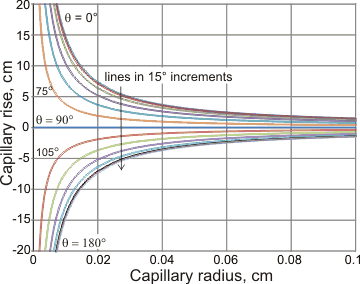 Capillary rise, cm
20
15
10
5
0
-5
-10
-15
-20
θ = 0°
lines in 15° increments
75°
θ = 90°
105°
θ = 180°
0
0.02
0.04
0.06
0.08
0.1
Capillary radius, cm